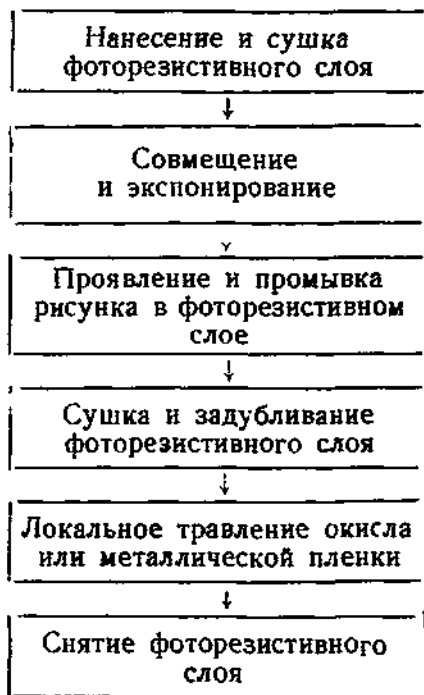 Нанесение и сушка
фоторезистивного слоя
Совмещение
и экспонирование
Проявление и промывка
рисунка в фоторезистивном
слое
Сушка и задубливание
фоторезистивного слоя
Локальное травление окисла
или металлической пленки
Снятие фоторезистивного
слоя